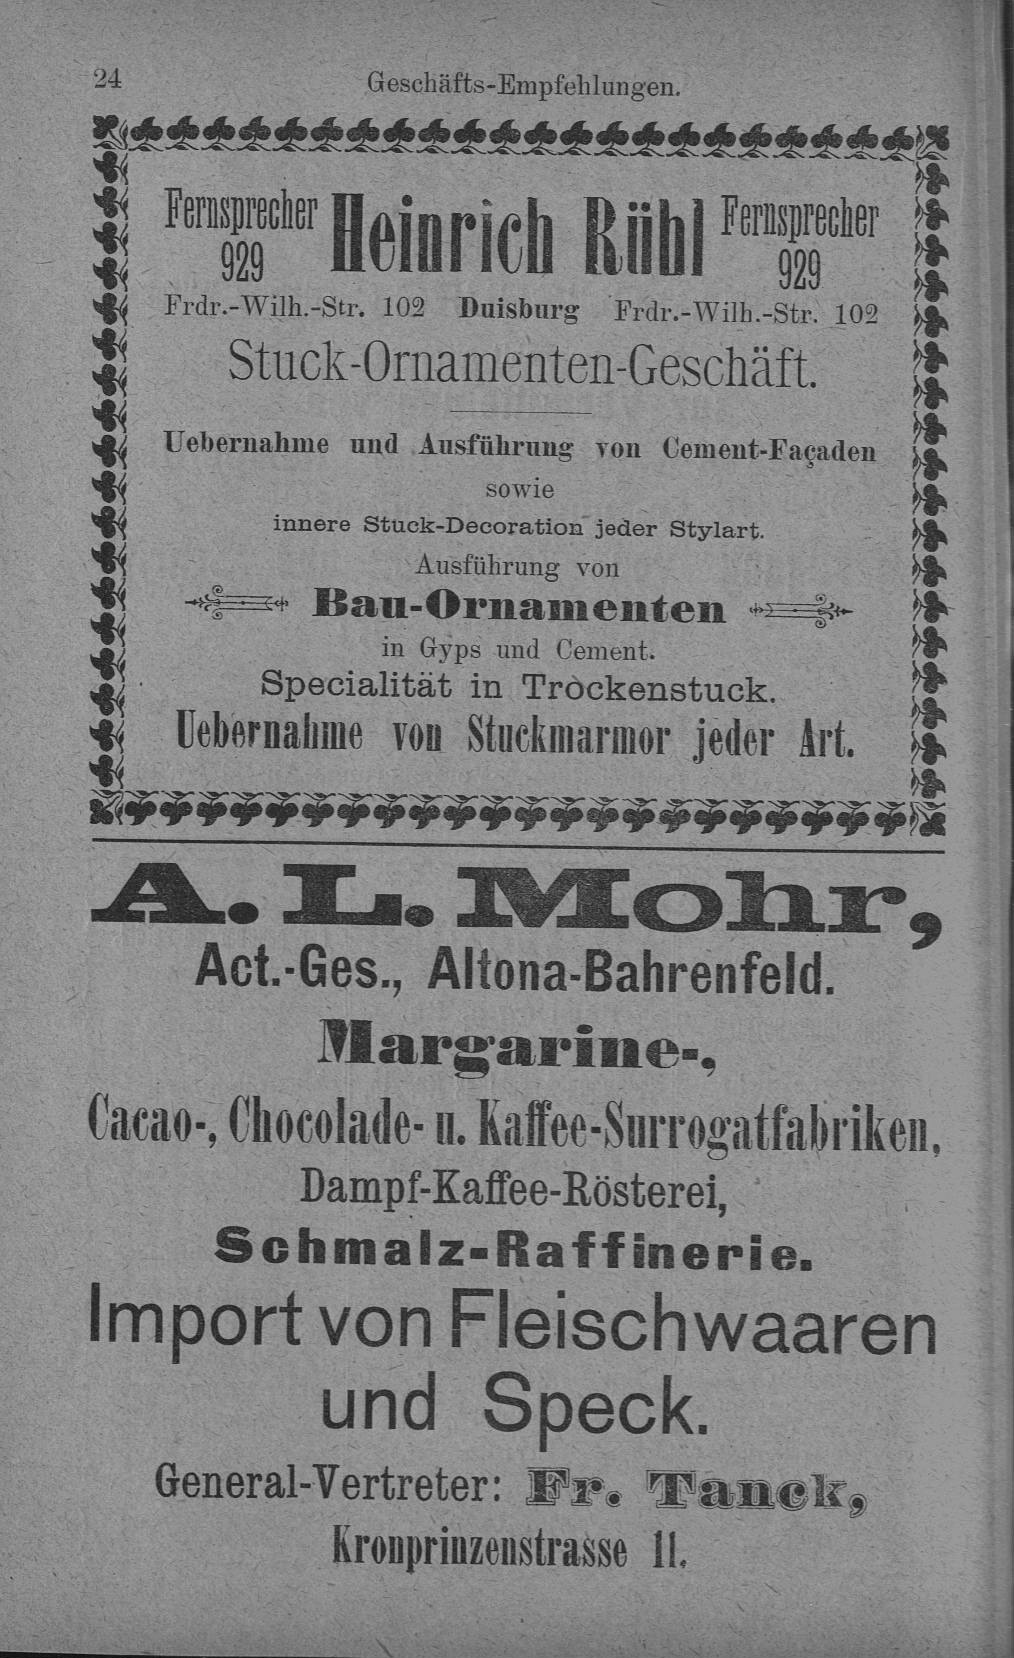 24
Geschäfts-Empfehlungen.
Fernsprecher 929 Heinrich Rühl Fernsprecher 929
Frdr.-Wilh.-Str. 102 Duisburg Frdr.-Wilh.-Str. 102
Stuck-Ornamenten-Geschäft.
Uebernahme und Ausführung von Cement-Façaden
sowie
innere Stuck-Decoration jeder Stylart.
Ausführung von
Bau-Ornamenten
in Gyps und Cement.
Specialität in Trockenstuck.
Uebernahme von Stuckmarmor jeder Art.
A. L. Mohr,
Act.-Ges., Altona-Bahrenfeld.
Margarine-,
Cacao-, Chocolade- u. Kaffee-Surrogatfabriken,
Dampf-Kaffee-Rösterei,
Schmalz-Raffinerie.
Import von Fleischwaaren
und Speck.
General-Vertreter: Fr. Tanck,
Kronprinzenstrasse 11.